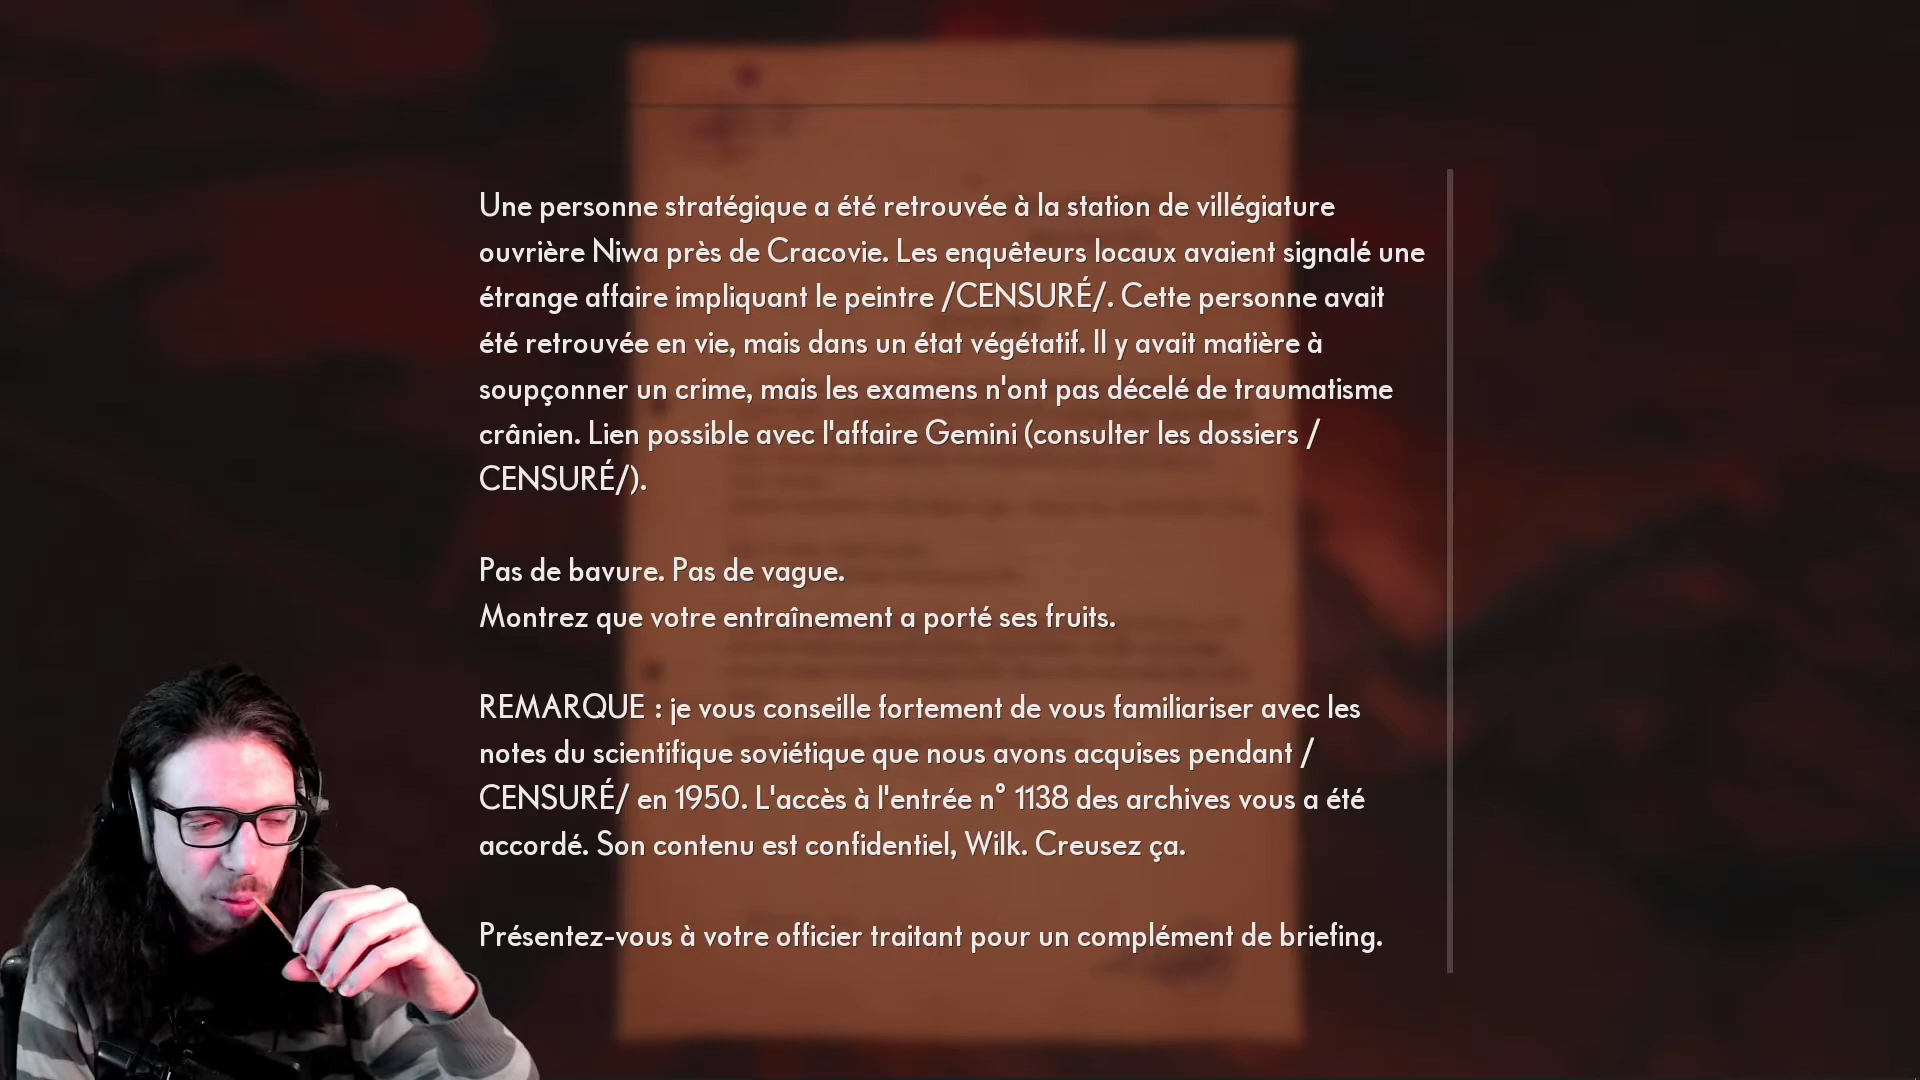 Une personne stratégique a été retrouvée à la station de villégiature
ouvrière Niwa près de Cracovie. Les enquêteurs locaux avaient signalé une
étrange affaire impliquant le peintre /CENSURÉ/. Cette personne avait
été retrouvée en vie, mais dans un état végétatif. Il y avait matière à
soupçonner un crime, mais les examens n'ont pas décelé de traumatisme
crânien. Lien possible avec l'affaire Gemini (consulter les dossiers /
CENSURÉ/).
Pas de bavure. Pas de vague.
Montrez que votre entraînement a porté ses fruits.
REMARQUE : je vous conseille fortement de vous familiariser avec les
notes du scientifique soviétique que nous avons acquises pendant /
CENSURÉ/ en 1950. L'accès à l'entrée n° 1138 des archives vous a été
accordé. Son contenu est confidentiel, Wilk. Creusez ça.
Présentez-vous à votre officier traitant pour un complément de briefing.